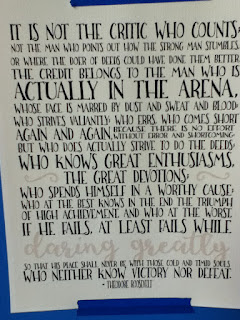 IT IS NOT THE CRITIC WHO COUNTS;
NOT THE MAN WHO POINTS OUT HOW THE STRONG MAN STUMBLES,
OR WHERE THE DOER OF DEEDS COULD HAVE DONE THEM BETTER.
THE CREDIT BELONGS TO THE MAN WHO IS
ACTUALLY IN THE ARENA,
WHOSE FACE IS MARRED BY DUST AND SWEAT AND BLOOD;
WHO STRIVES VALIANTLY; WHO ERRS, WHO COMES SHORT
AGAIN AND AGAIN, BECAUSE THERE IS NO EFFORT
WITHOUT ERROR AND SHORTCOMING;
BUT WHO DOES ACTUALLY STRIVE TO DO THE DEEDS;
WHO KNOWS GREAT ENTHUSIASMS,
THE GREAT DEVOTIONS;
WHO SPENDS HIMSELF IN A WORTHY CAUSE;
WHO AT THE BEST KNOWS IN THE END THE TRIUMPH
OF HIGH ACHIEVEMENT, AND WHO AT THE WORST,
IF HE FAILS, AT LEAST FAILS WHILE
daring greatly
SO THAT HIS PLACE SHALL NEVER BE WITH THOSE COLD AND TIMID SOULS
WHO NEITHER KNOW VICTORY NOR DEFEAT.
- THEODORE ROOSEVELT